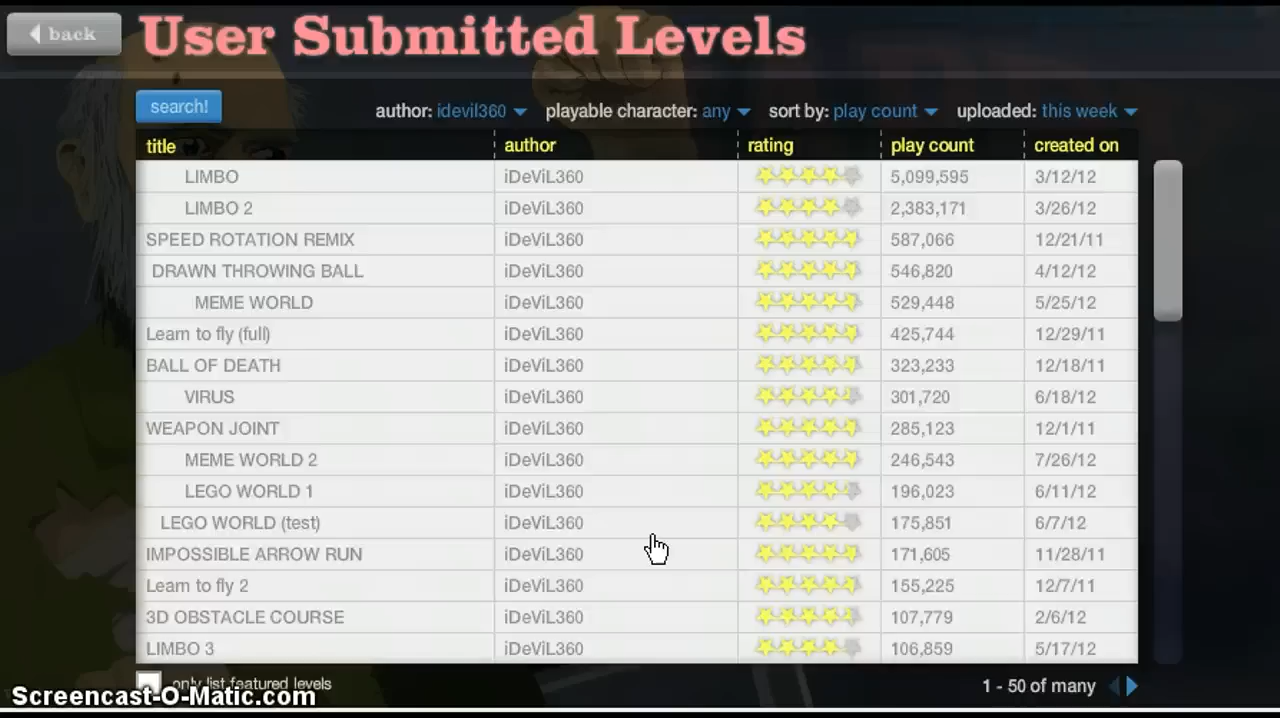 back
User Submitted Levels
search! author: idevil360 playable character: any sort by: play count uploaded: this week
title author rating play count created on
LIMBO iDeViL360 5,099,595 3/12/12
LIMBO 2 iDeViL360 2,383,171 3/26/12
SPEED ROTATION REMIX iDeViL360 587,066 12/21/11
DRAWN THROWING BALL iDeViL360 546,820 4/12/12
MEME WORLD iDeViL360 529,448 5/25/12
Learn to fly (full) iDeViL360 425,744 12/29/11
BALL OF DEATH iDeViL360 323,233 12/18/11
VIRUS iDeViL360 301,720 6/18/12
WEAPON JOINT iDeViL360 285,123 12/1/11
MEME WORLD 2 iDeViL360 246,543 7/26/12
LEGO WORLD 1 iDeViL360 196,023 6/11/12
LEGO WORLD (test) iDeViL360 175,851 6/7/12
IMPOSSIBLE ARROW RUN iDeViL360 171,605 11/28/11
Learn to fly 2 iDeViL360 155,225 12/7/11
3D OBSTACLE COURSE iDeViL360 107,779 2/6/12
LIMBO 3 iDeViL360 106,859 5/17/12
only list featured levels 1 - 50 of many
Screencast-O-Matic.com